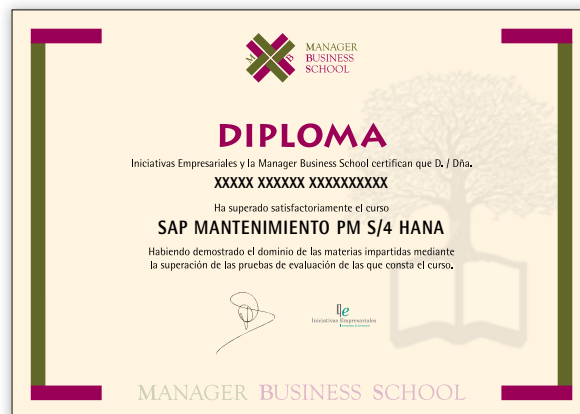 M B
MANAGER
BUSINESS
SCHOOL
DIPLOMA
Iniciativas Empresariales y la Manager Business School certifican que D. / Dña.
XXXXX XXXXXX XXXXXXXXXX
Ha superado satisfactoriamente el curso
SAP MANTENIMIENTO PM S/4 HANA
Habiendo demostrado el dominio de las materias impartidas mediante
la superación de las pruebas de evaluación de las que consta el curso.
Iniciativas Empresariales
MANAGER BUSINESS SCHOOL